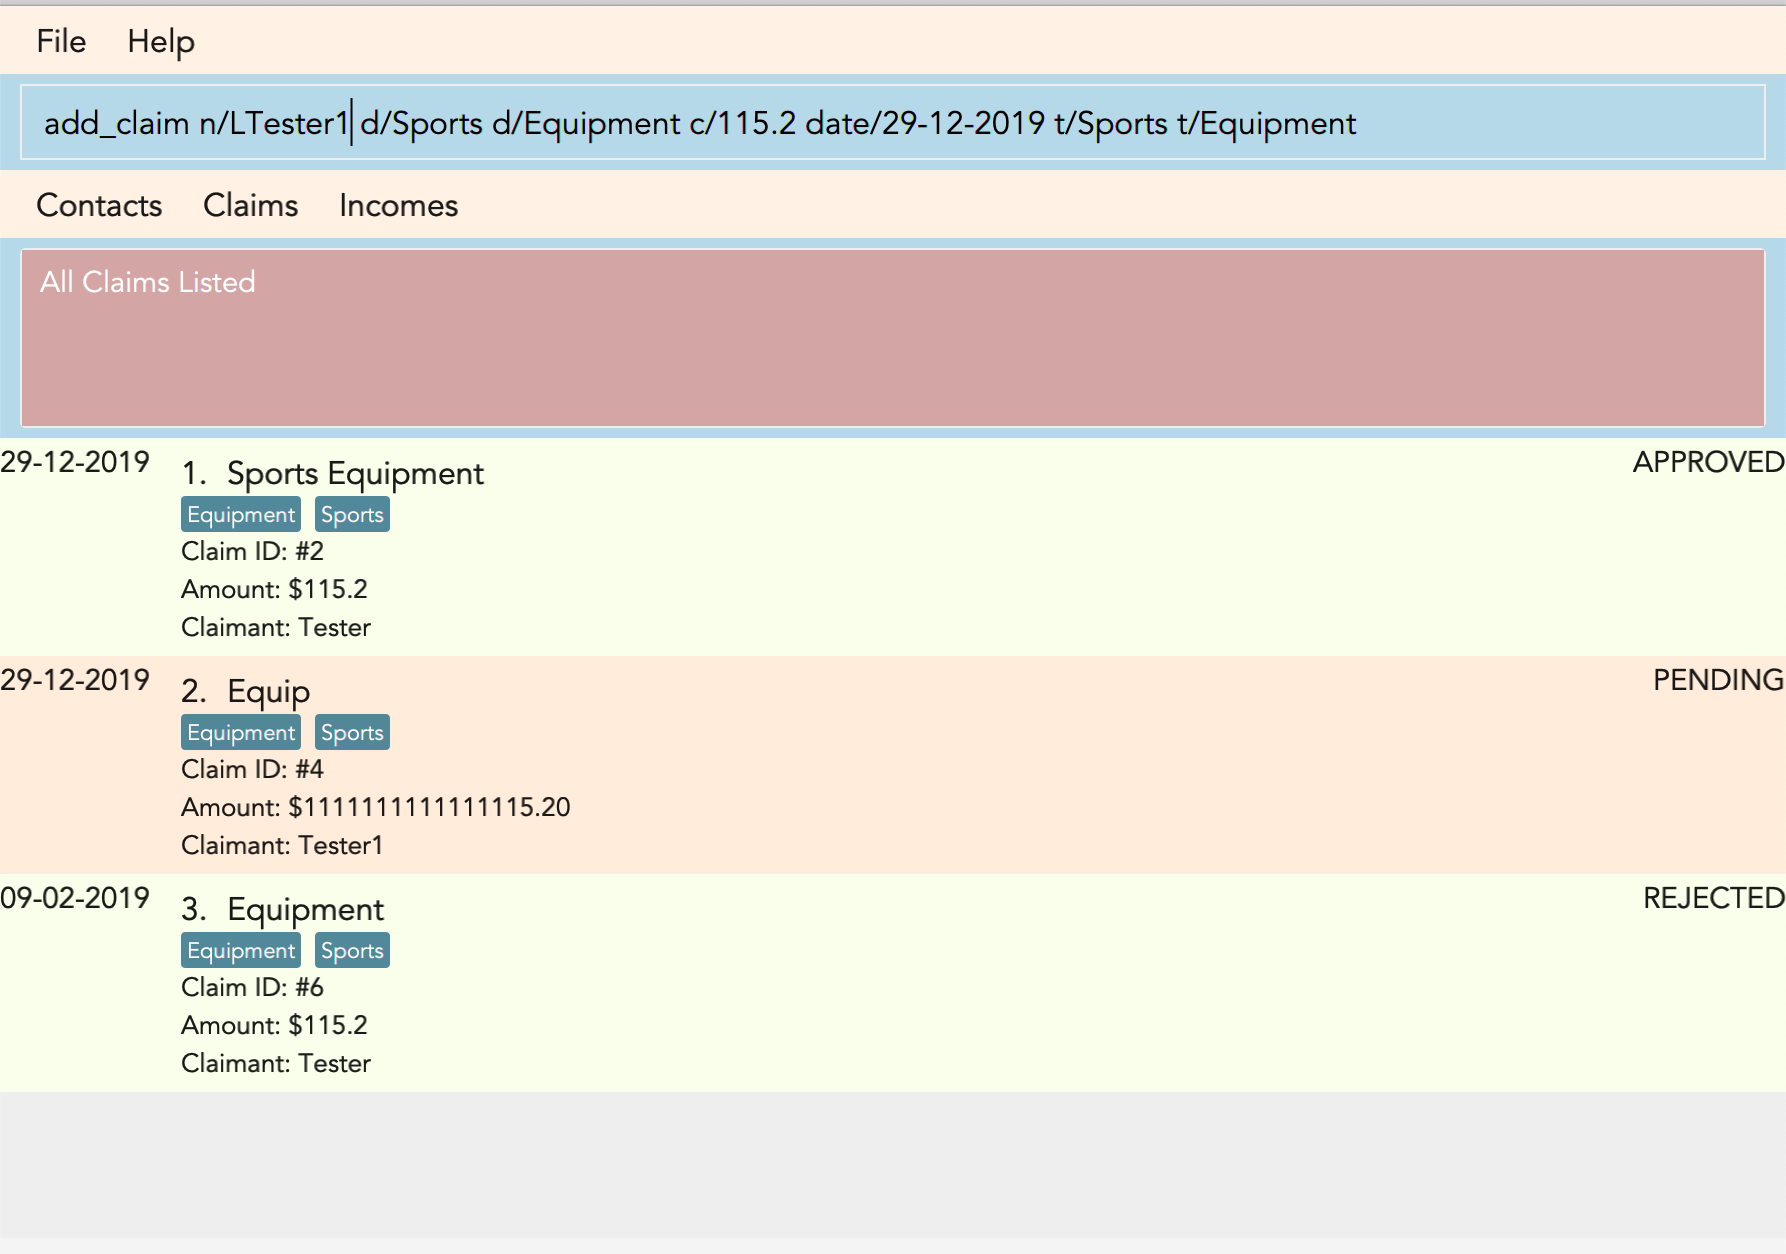 File Help
add_claim n/LTester1 d/Sports d/Equipment c/115.2 date/29-12-2019 t/Sports t/Equipment
Contacts Claims Incomes
All Claims Listed
29-12-2019 1. Sports Equipment APPROVED
Equipment Sports
Claim ID: #2
Amount: $115.2
Claimant: Tester
29-12-2019 2. Equip PENDING
Equipment Sports
Claim ID: #4
Amount: $1111111111111115.20
Claimant: Tester1
09-02-2019 3. Equipment REJECTED
Equipment Sports
Claim ID: #6
Amount: $115.2
Claimant: Tester